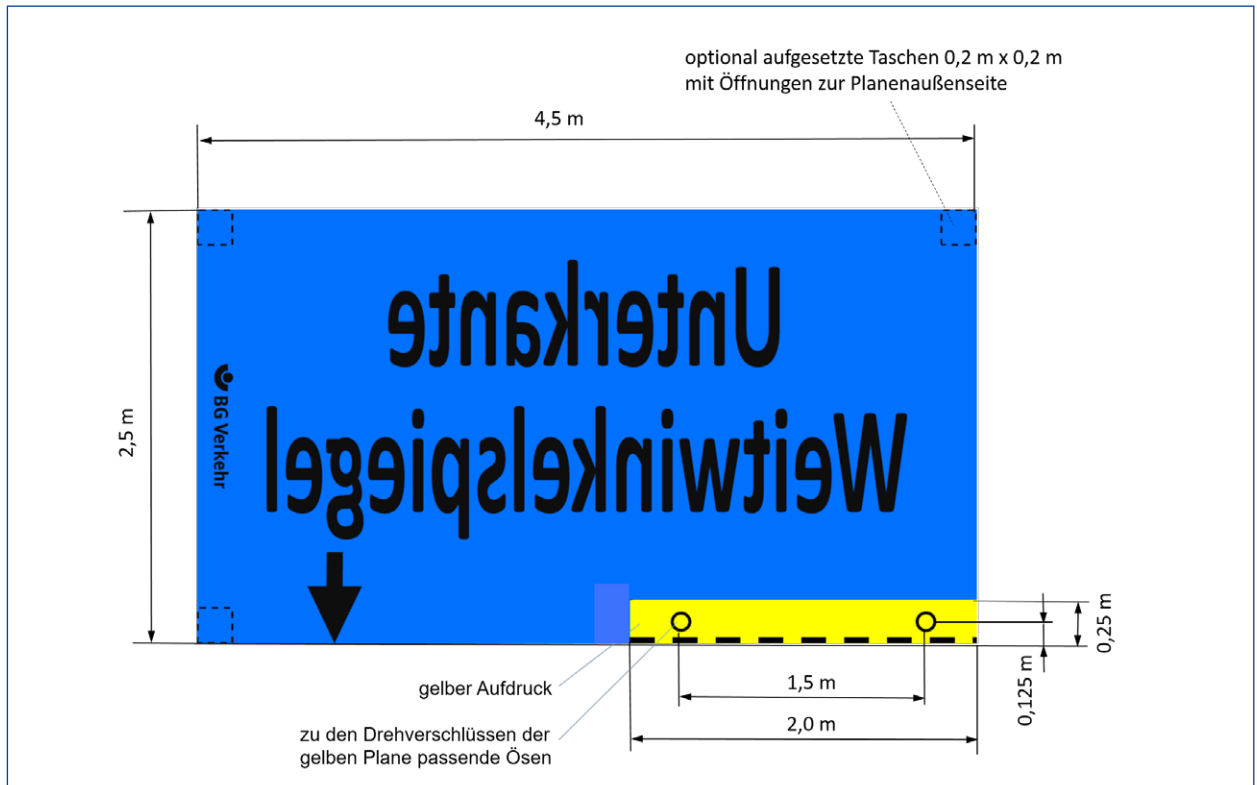 optional aufgesetzte Taschen 0,2 m x 0,2 m
mit Öffnungen zur Planenaußenseite
4,5 m
2,5 m
Unterkante
Weitwinkelspiegel
BG Verkehr
0,25 m
0,125 m
gelber Aufdruck
1,5 m
2,0 m
zu den Drehverschlüssen der
gelben Plane passende Ösen